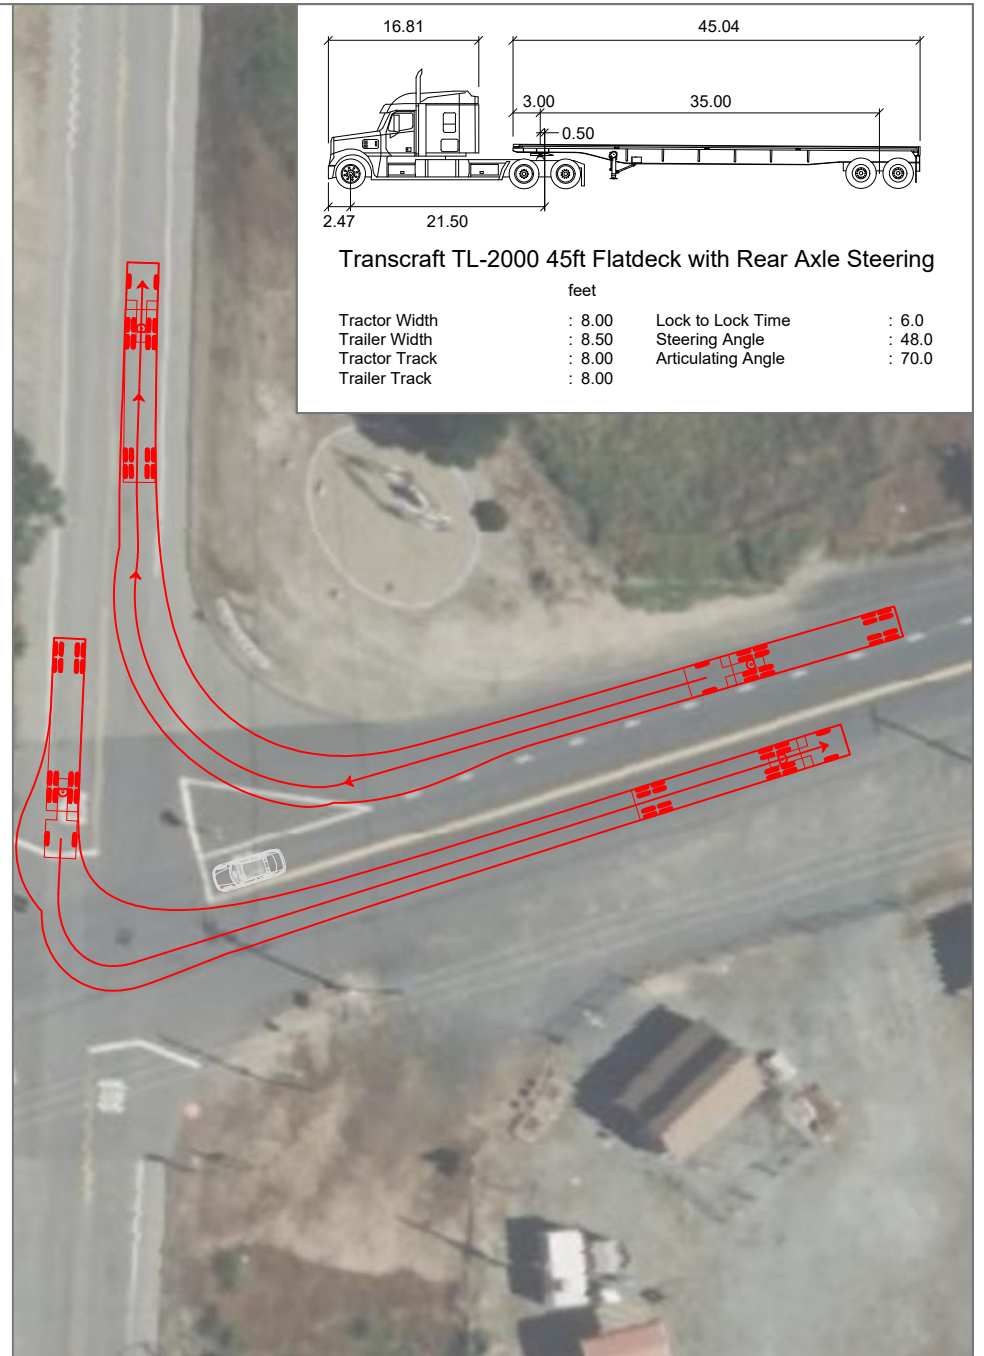 16.81
45.04
3.00
35.00
0.50
2.47
21.50
Transcraft TL-2000 45ft Flatdeck with Rear Axle Steering
feet
Tractor Width : 8.00 Lock to Lock Time : 6.0
Trailer Width : 8.50 Steering Angle : 48.0
Tractor Track : 8.00 Articulating Angle : 70.0
Trailer Track : 8.00